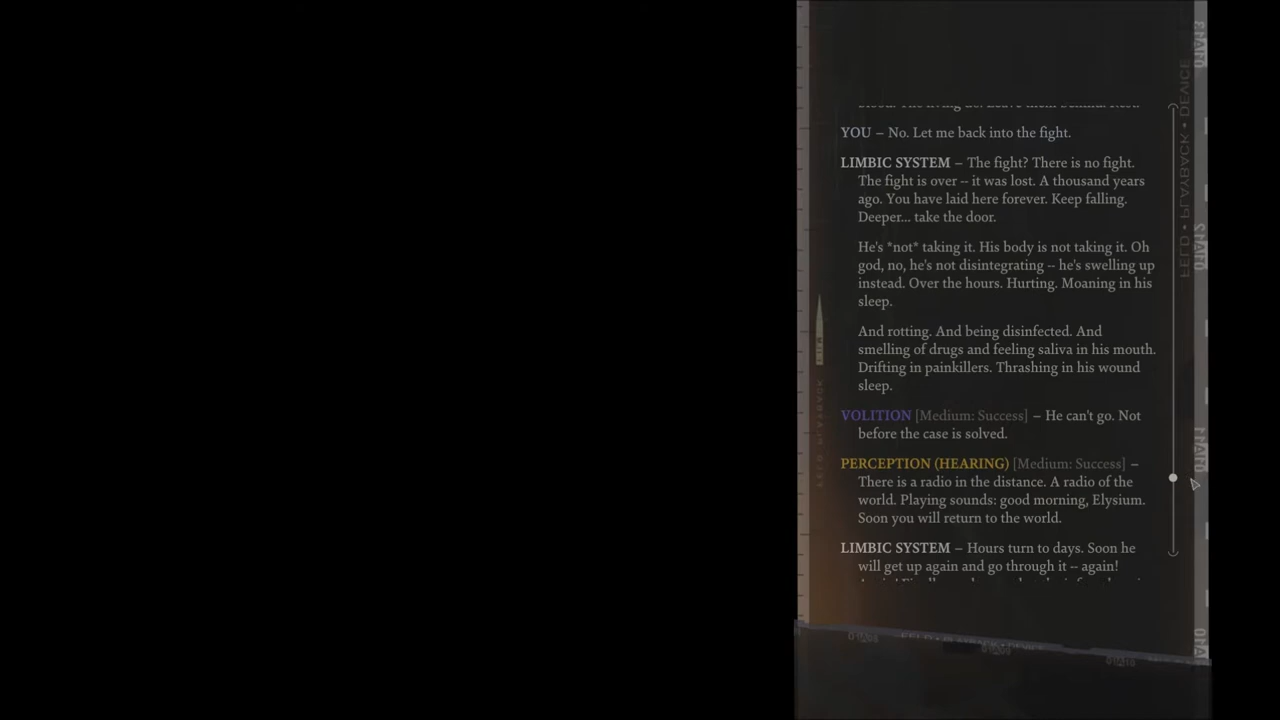 YOU – No. Let me back into the fight.
LIMBIC SYSTEM – The fight? There is no fight.
The fight is over -- it was lost. A thousand years
ago. You have laid here forever. Keep falling.
Deeper... take the door.
He's *not* taking it. His body is not taking it. Oh
god, no, he's not disintegrating -- he's swelling up
instead. Over the hours. Hurting. Moaning in his
sleep.
And rotting. And being disinfected. And
smelling of drugs and feeling saliva in his mouth.
Drifting in painkillers. Thrashing in his wound
sleep.
VOLITION [Medium: Success] – He can't go. Not
before the case is solved.
PERCEPTION (HEARING) [Medium: Success] –
There is a radio in the distance. A radio of the
world. Playing sounds: good morning, Elysium.
Soon you will return to the world.
LIMBIC SYSTEM – Hours turn to days. Soon he
will get up again and go through it -- again!
FELD • PLAYBACK • DEVICE